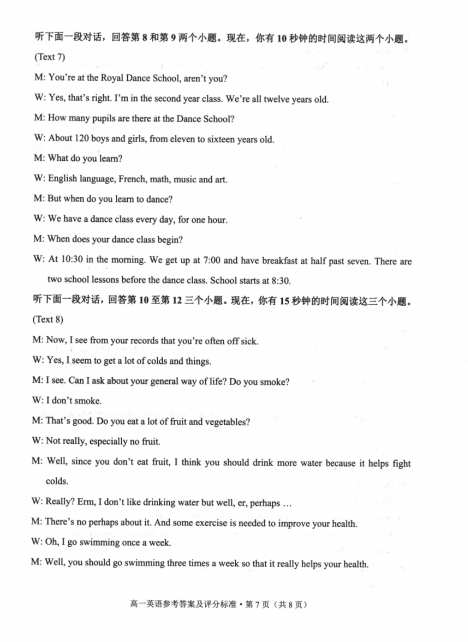 听下面一段对话，回答第 8 和第 9 两个小题。现在，你有 10 秒钟的时间阅读这两个小题。
(Text 7)
M: You're at the Royal Dance School, aren't you?
W: Yes, that's right. I'm in the second year class. We're all twelve years old.
M: How many pupils are there at the Dance School?
W: About 120 boys and girls, from eleven to sixteen years old.
M: What do you learn?
W: English language, French, math, music and art.
M: But when do you learn to dance?
W: We have a dance class every day, for one hour.
M: When does your dance class begin?
W: At 10:30 in the morning. We get up at 7:00 and have breakfast at half past seven. There are
two school lessons before the dance class. School starts at 8:30.
听下面一段对话，回答第 10 至第 12 三个小题。现在，你有 15 秒钟的时间阅读这三个小题。
(Text 8)
M: Now, I see from your records that you're often off sick.
W: Yes, I seem to get a lot of colds and things.
M: I see. Can I ask about your general way of life? Do you smoke?
W: I don't smoke.
M: That's good. Do you eat a lot of fruit and vegetables?
W: Not really, especially no fruit.
M: Well, since you don't eat fruit, I think you should drink more water because it helps fight
colds.
W: Really? Erm, I don't like drinking water but well, er, perhaps …
M: There's no perhaps about it. And some exercise is needed to improve your health.
W: Oh, I go swimming once a week.
M: Well, you should go swimming three times a week so that it really helps your health.
高一英语参考答案及评分标准·第 7 页（共 8 页）